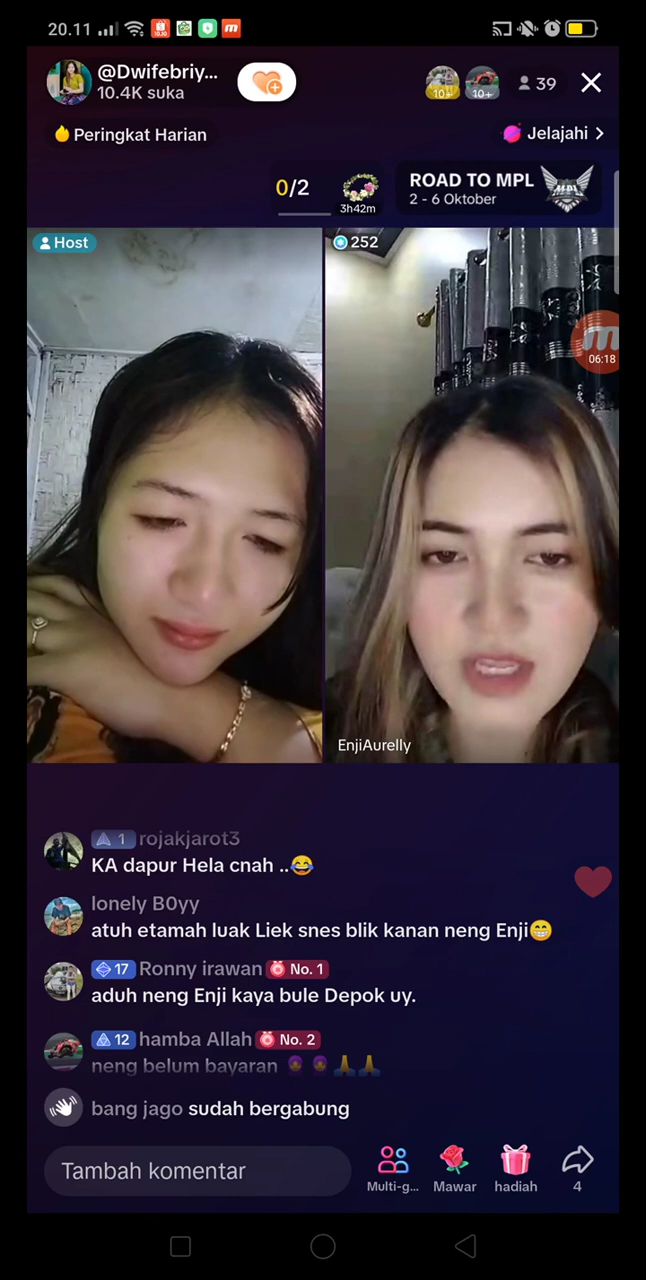 20.11
@Dwifebriy...
10.4K suka
10+
10+
39
Peringkat Harian
Jelajahi >
0/2
3h42m
ROAD TO MPL
2 - 6 Oktober
Host
252
06:18
EnjiAurelly
1 rojakjarot3
KA dapur Hela cnah ..😂
lonely B0yy
atuh etamah luak Liek snes blik kanan neng Enji😁
17 Ronny irawan No. 1
aduh neng Enji kaya bule Depok uy.
12 hamba Allah No. 2
neng belum bayaran 🧕🧕🙏🙏
bang jago sudah bergabung
Tambah komentar
Multi-g...
Mawar
hadiah
4